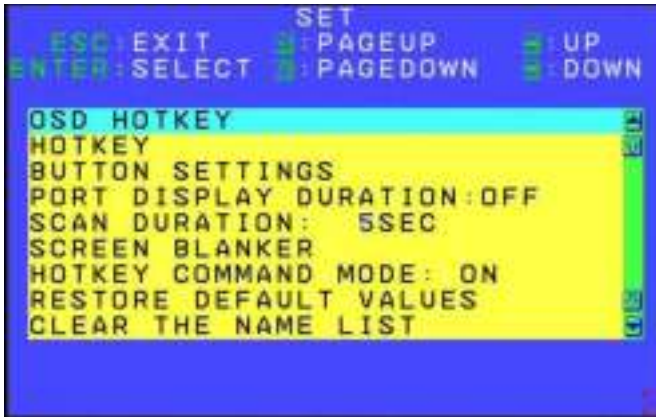 SET
ESC:EXIT :PAGEUP :UP
ENTER:SELECT :PAGEDOWN :DOWN
OSD HOTKEY
HOTKEY
BUTTON SETTINGS
PORT DISPLAY DURATION:OFF
SCAN DURATION: 5SEC
SCREEN BLANKER
HOTKEY COMMAND MODE: ON
RESTORE DEFAULT VALUES
CLEAR THE NAME LIST